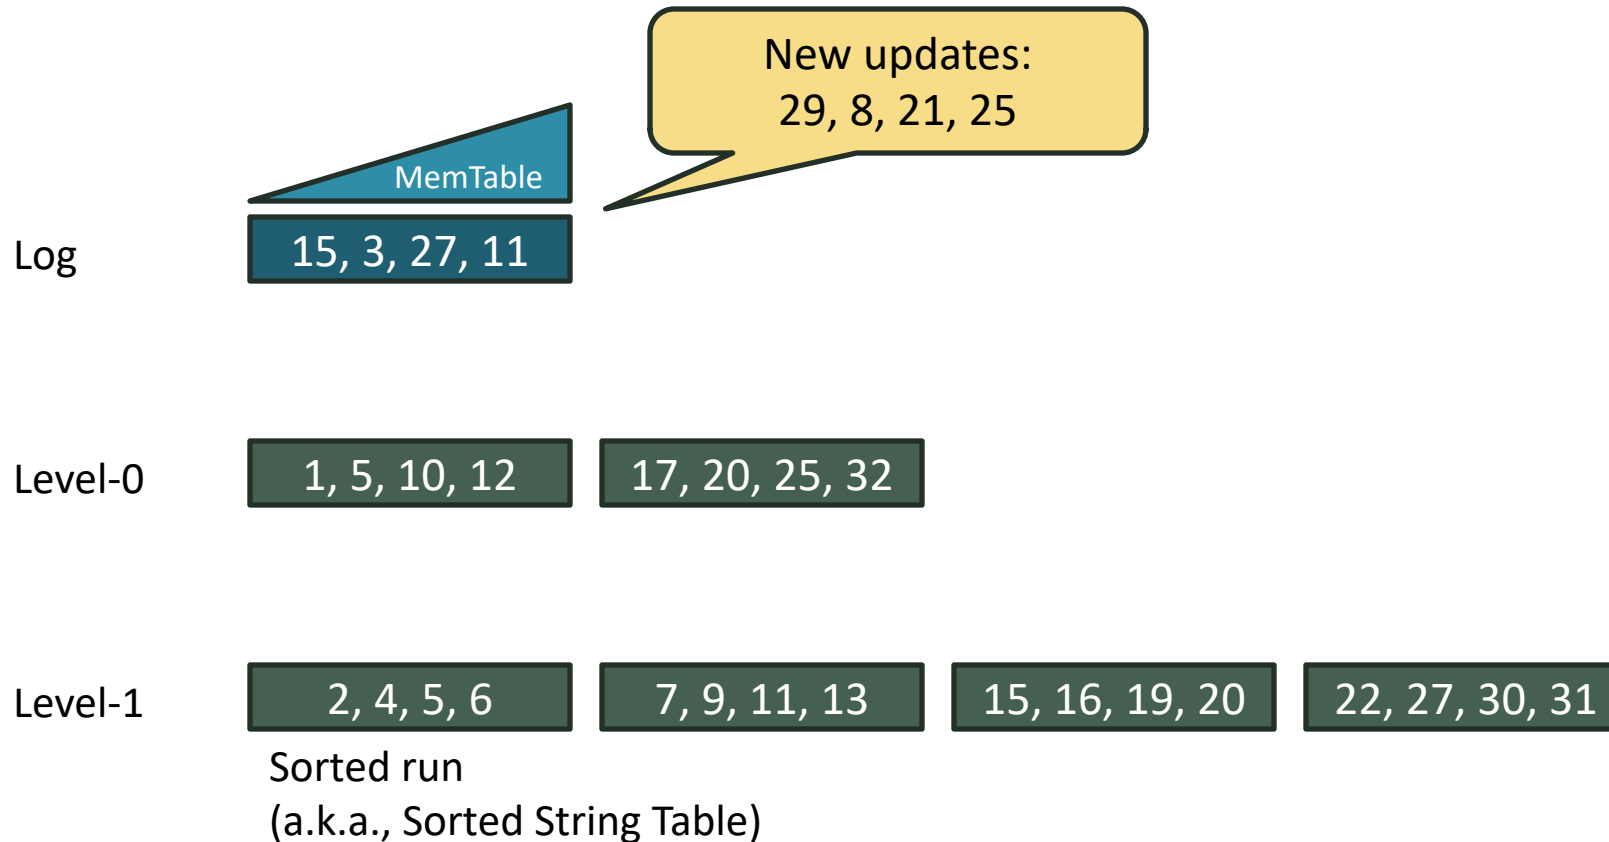 New updates:
29, 8, 21, 25
MemTable
Log
15, 3, 27, 11
Level-0
1, 5, 10, 12
17, 20, 25, 32
Level-1
2, 4, 5, 6
7, 9, 11, 13
15, 16, 19, 20
22, 27, 30, 31
Sorted run
(a.k.a., Sorted String Table)